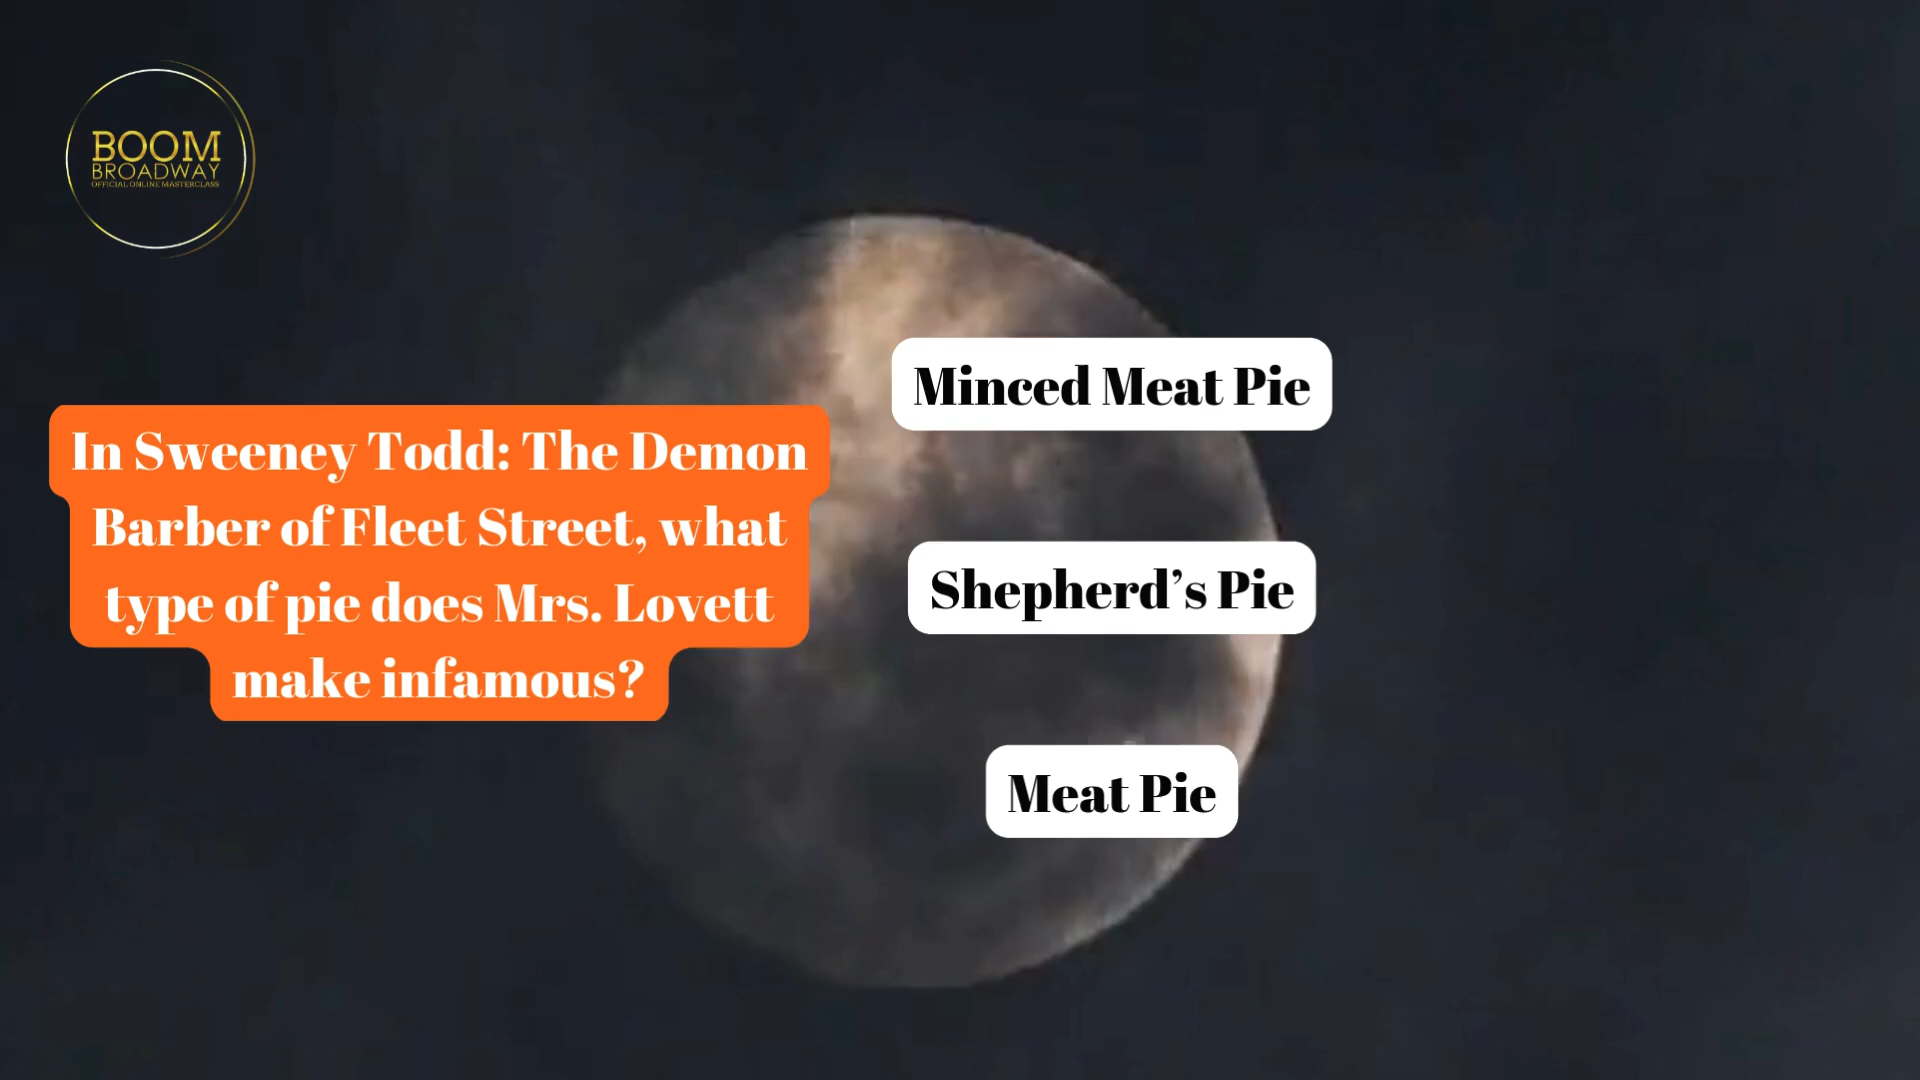 BOOM
BROADWAY
OFFICIAL ONLINE MASTERCLASS
In Sweeney Todd: The Demon
Barber of Fleet Street, what
type of pie does Mrs. Lovett
make infamous?
Minced Meat Pie
Shepherd’s Pie
Meat Pie